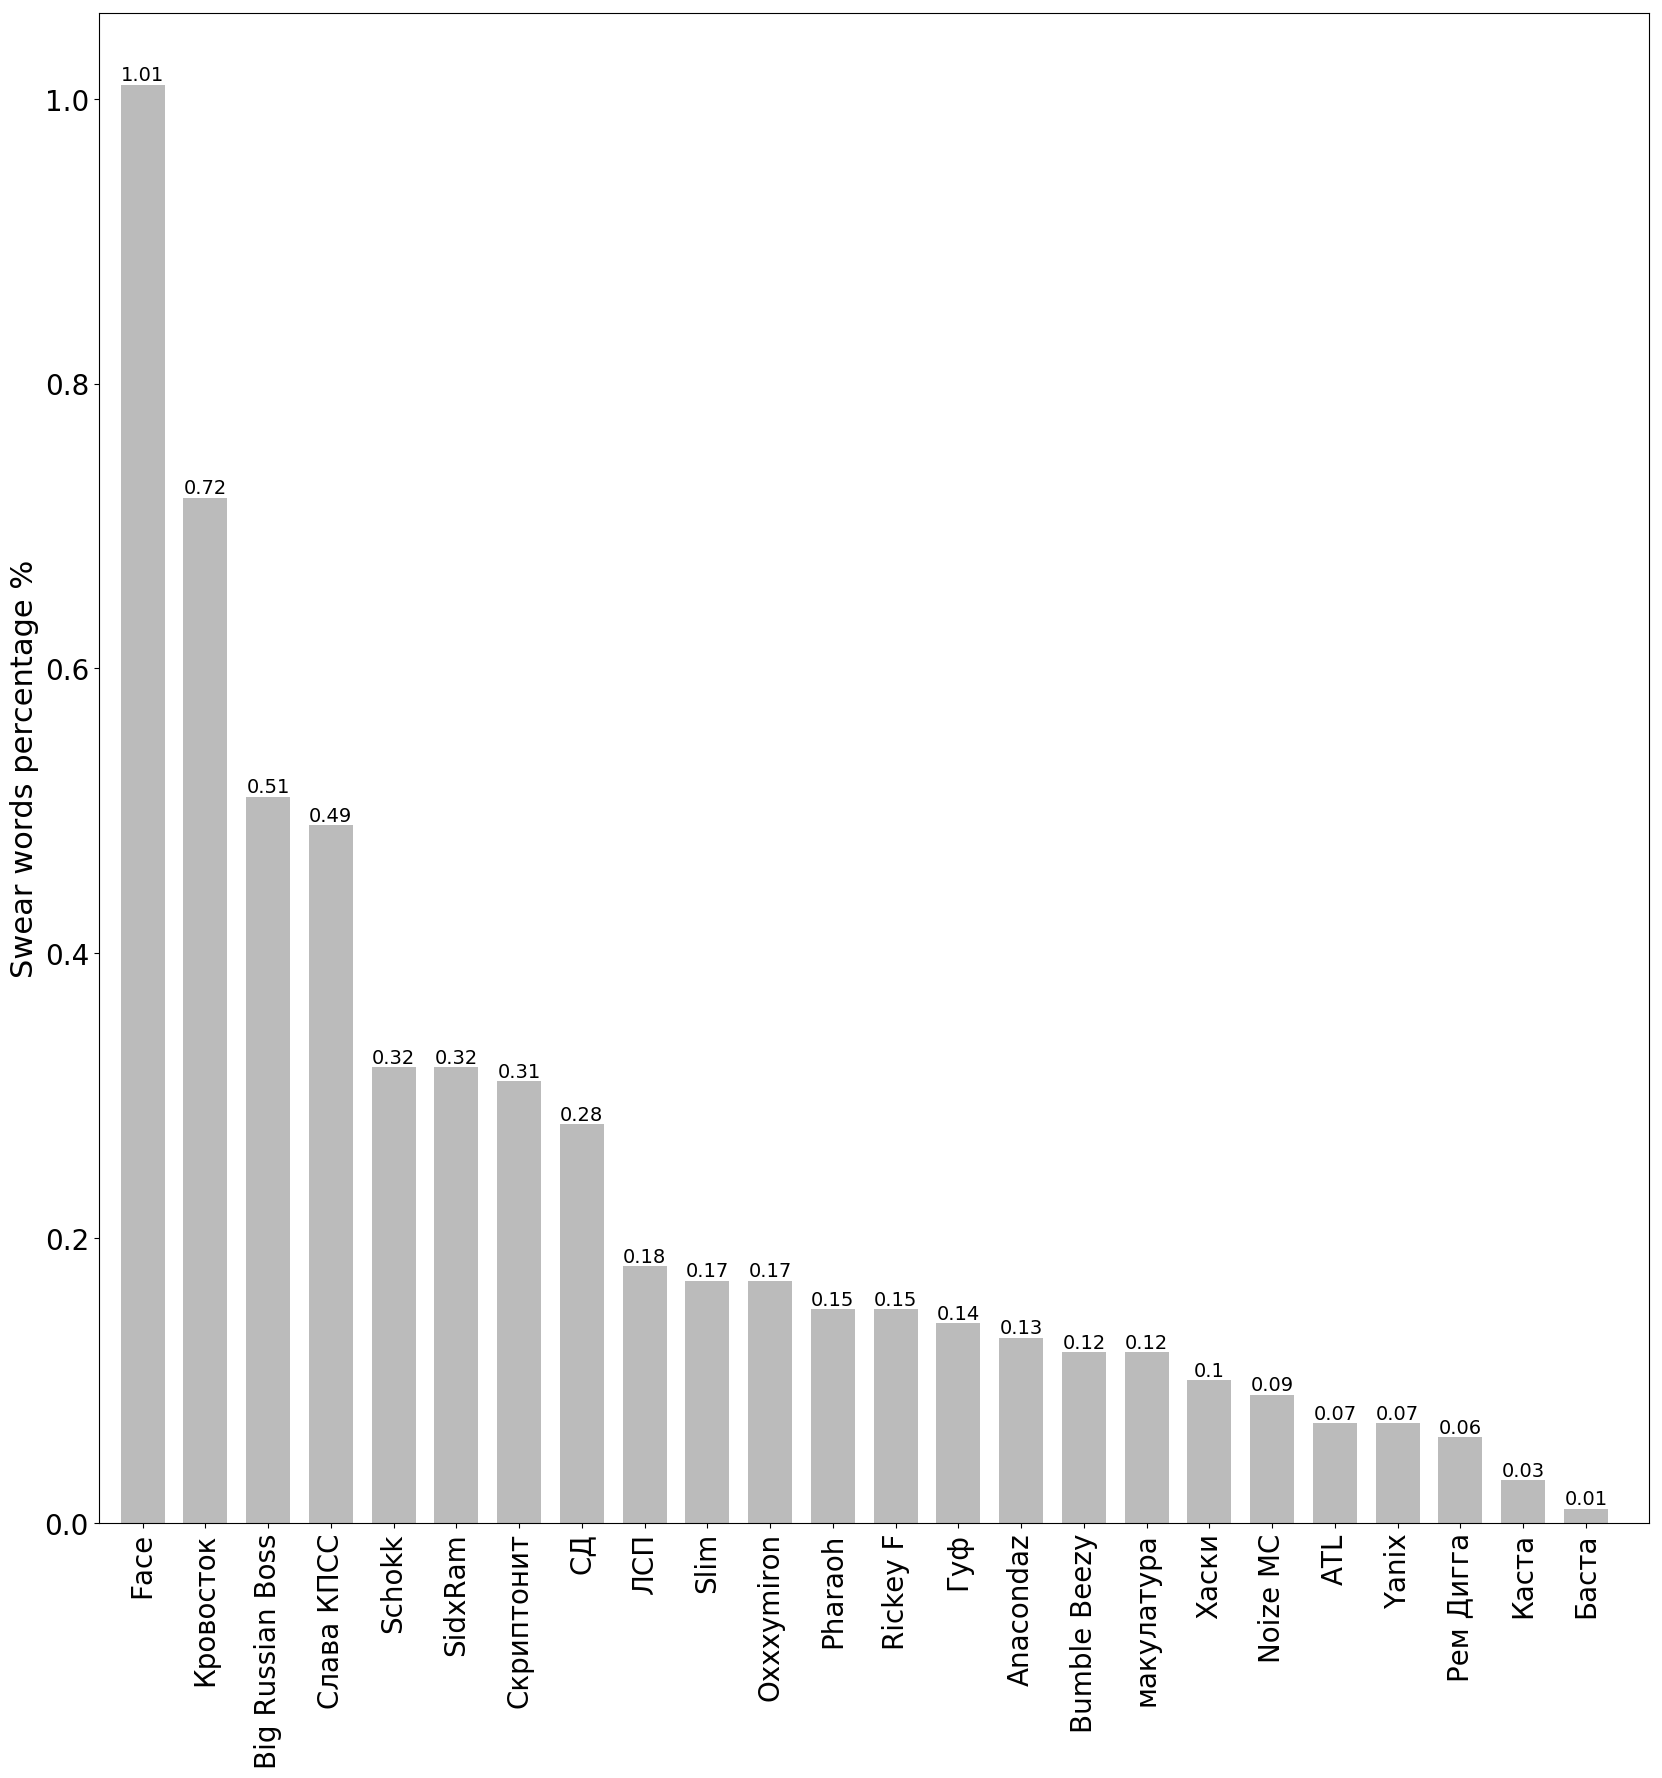 Swear words percentage %
1.0
0.8
0.6
0.4
0.2
0.0
1.01
0.72
0.51
0.49
0.32
0.32
0.31
0.28
0.18
0.17
0.17
0.15
0.15
0.14
0.13
0.12
0.12
0.1
0.09
0.07
0.07
0.06
0.03
0.01
Face
Кровосток
Big Russian Boss
Слава КПСС
Schokk
SidxRam
Скриптонит
СД
ЛСП
Slim
Oxxxymiron
Pharaoh
Rickey F
Гуф
Anacondaz
Bumble Beezy
макулатура
Хаски
Noize MC
ATL
Yanix
Рем Дигга
Каста
Баста